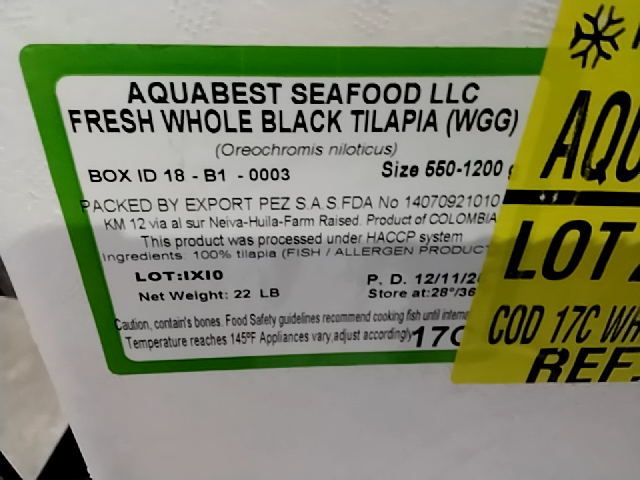 AQUABEST SEAFOOD LLC
FRESH WHOLE BLACK TILAPIA (WGG)
(Oreochromis niloticus)
BOX ID 18 - B1 - 0003 Size 550-1200
PACKED BY EXPORT PEZ S.A.S.FDA No 14070921010
KM 12 via al sur Neiva-Huila-Farm Raised. Product of COLOMBIA
This product was processed under HACCP system
Ingredients: 100% tilapia (FISH / ALLERGEN PRODUCT
LOT:IXI0 P. D. 12/11/20
Net Weight: 22 LB Store at:28°/36
Caution, contain's bones. Food Safety guidelines recommend cooking fish until interna
Temperature reaches 145ºF Appliances vary,adjust accordingly 17C
AQU
LOT
COD 17C WH
REF.